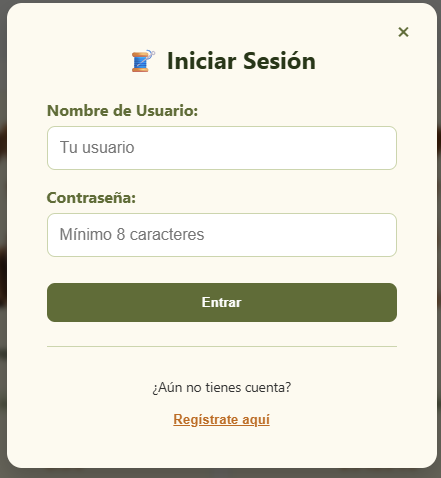 ×
Iniciar Sesión
Nombre de Usuario:
Tu usuario
Contraseña:
Mínimo 8 caracteres
Entrar
¿Aún no tienes cuenta?
Regístrate aquí